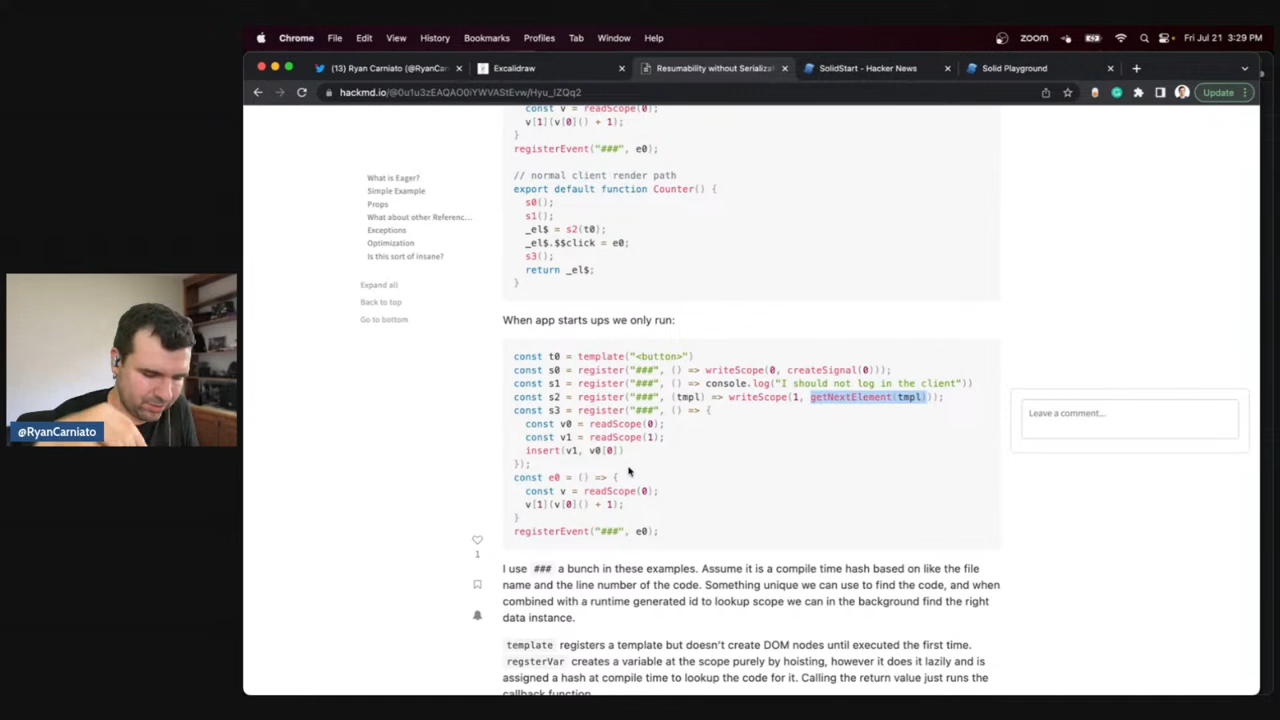 Chrome File Edit View History Bookmarks Profiles Tab Window Help
zoom Fri Jul 21 3:29 PM
(13) Ryan Carniato (@RyanCar
Excalidraw
Resumability without Serializa
SolidStart - Hacker News
Solid Playground
hackmd.io/@0u1u3zEAQAO0iYWVAStEvw/Hyu_IZQq2
Update
const v = readScope(0);
v[1](v[0]() + 1);
}
registerEvent("###", e0);
// normal client render path
export default function Counter() {
s0();
s1();
_el$ = s2(t0);
_el$.$$click = e0;
s3();
return _el$;
}
What is Eager?
Simple Example
Props
What about other Referenc...
Exceptions
Optimization
Is this sort of insane?
Expand all
Back to top
Go to bottom
When app starts ups we only run:
const t0 = template("<button>")
const s0 = register("###", () => writeScope(0, createSignal(0)));
const s1 = register("###", () => console.log("I should not log in the client"))
const s2 = register("###", (tmpl) => writeScope(1, getNextElement(tmpl)));
const s3 = register("###", () => {
const v0 = readScope(0);
const v1 = readScope(1);
insert(v1, v0[0])
});
const e0 = () => {
const v = readScope(0);
v[1](v[0]() + 1);
}
registerEvent("###", e0);
Leave a comment...
1
I use ### a bunch in these examples. Assume it is a compile time hash based on like the file
name and the line number of the code. Something unique we can use to find the code, and when
combined with a runtime generated id to lookup scope we can in the background find the right
data instance.
template registers a template but doesn't create DOM nodes until executed the first time.
regsterVar creates a variable at the scope purely by hoisting, however it does it lazily and is
assigned a hash at compile time to lookup the code for it. Calling the return value just runs the
callback function.
@RyanCarniato